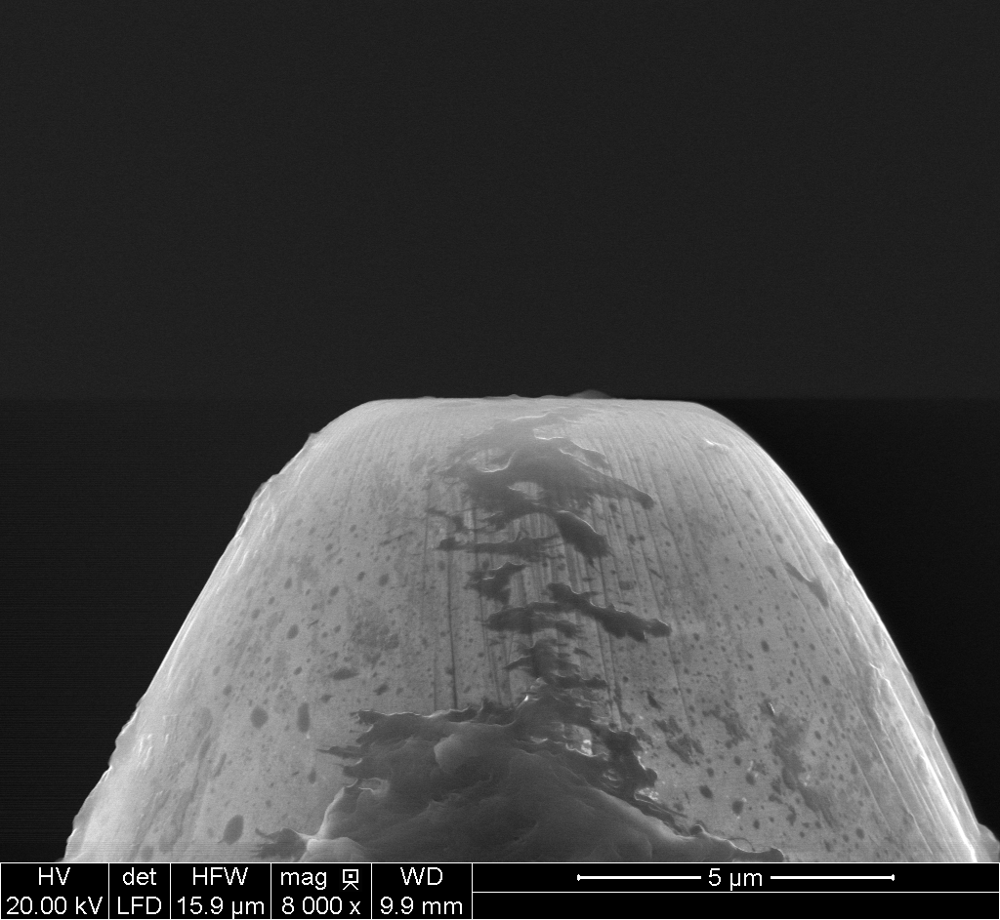 HV det HFW mag WD
20.00 kV LFD 15.9 µm 8 000 x 9.9 mm
5 µm